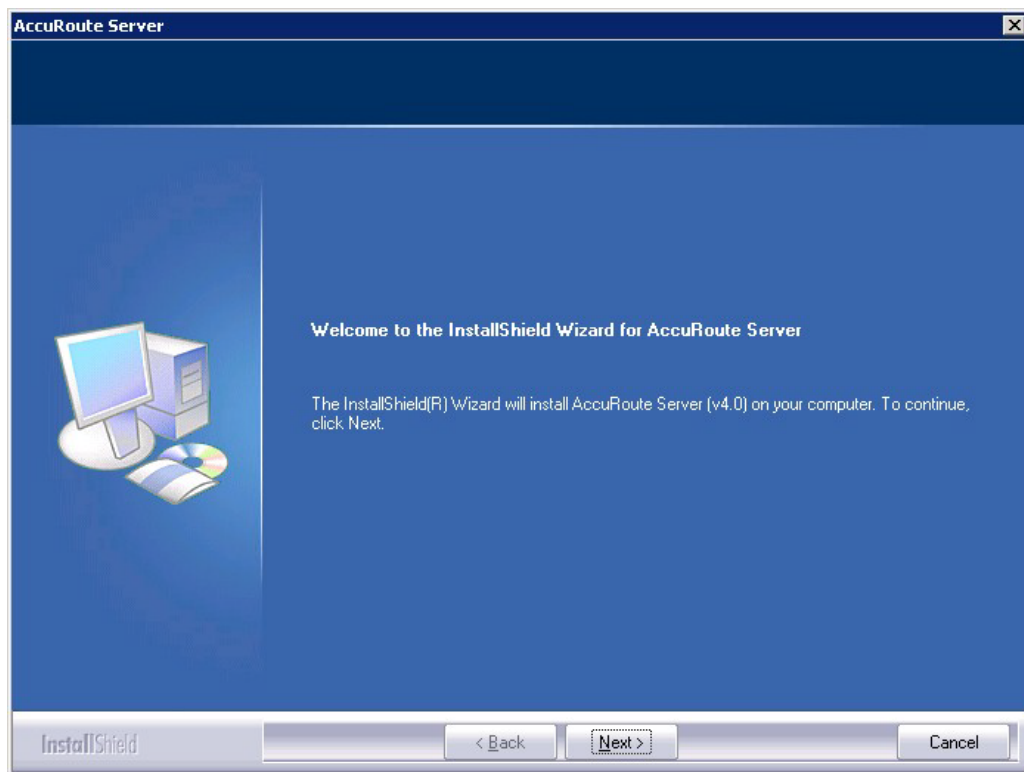 AccuRoute Server
Welcome to the InstallShield Wizard for AccuRoute Server
The InstallShield(R) Wizard will install AccuRoute Server (v4.0) on your computer. To continue,
click Next.
InstallShield
< Back
Next >
Cancel